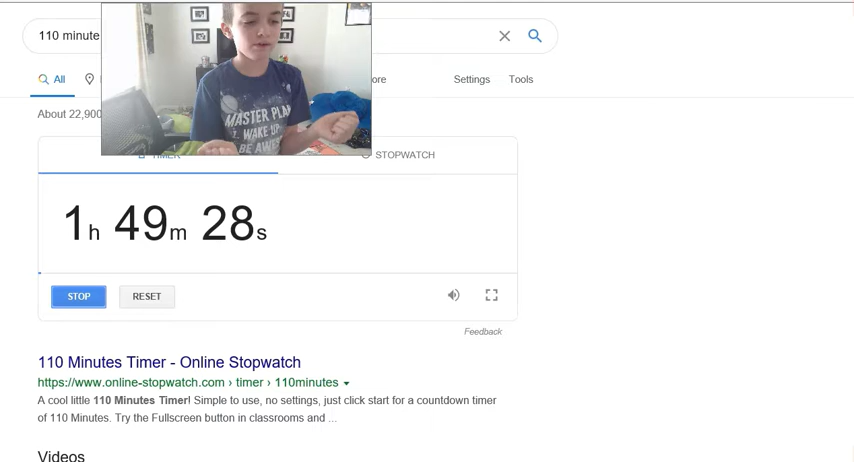 110 minute
All
Settings
Tools
About 22,900
STOPWATCH
MASTER PLAN
1. WAKE UP
BE AWES
1h 49m 28s
STOP
RESET
Feedback
110 Minutes Timer - Online Stopwatch
https://www.online-stopwatch.com › timer › 110minutes
A cool little 110 Minutes Timer! Simple to use, no settings, just click start for a countdown timer
of 110 Minutes. Try the Fullscreen button in classrooms and ...
Videos